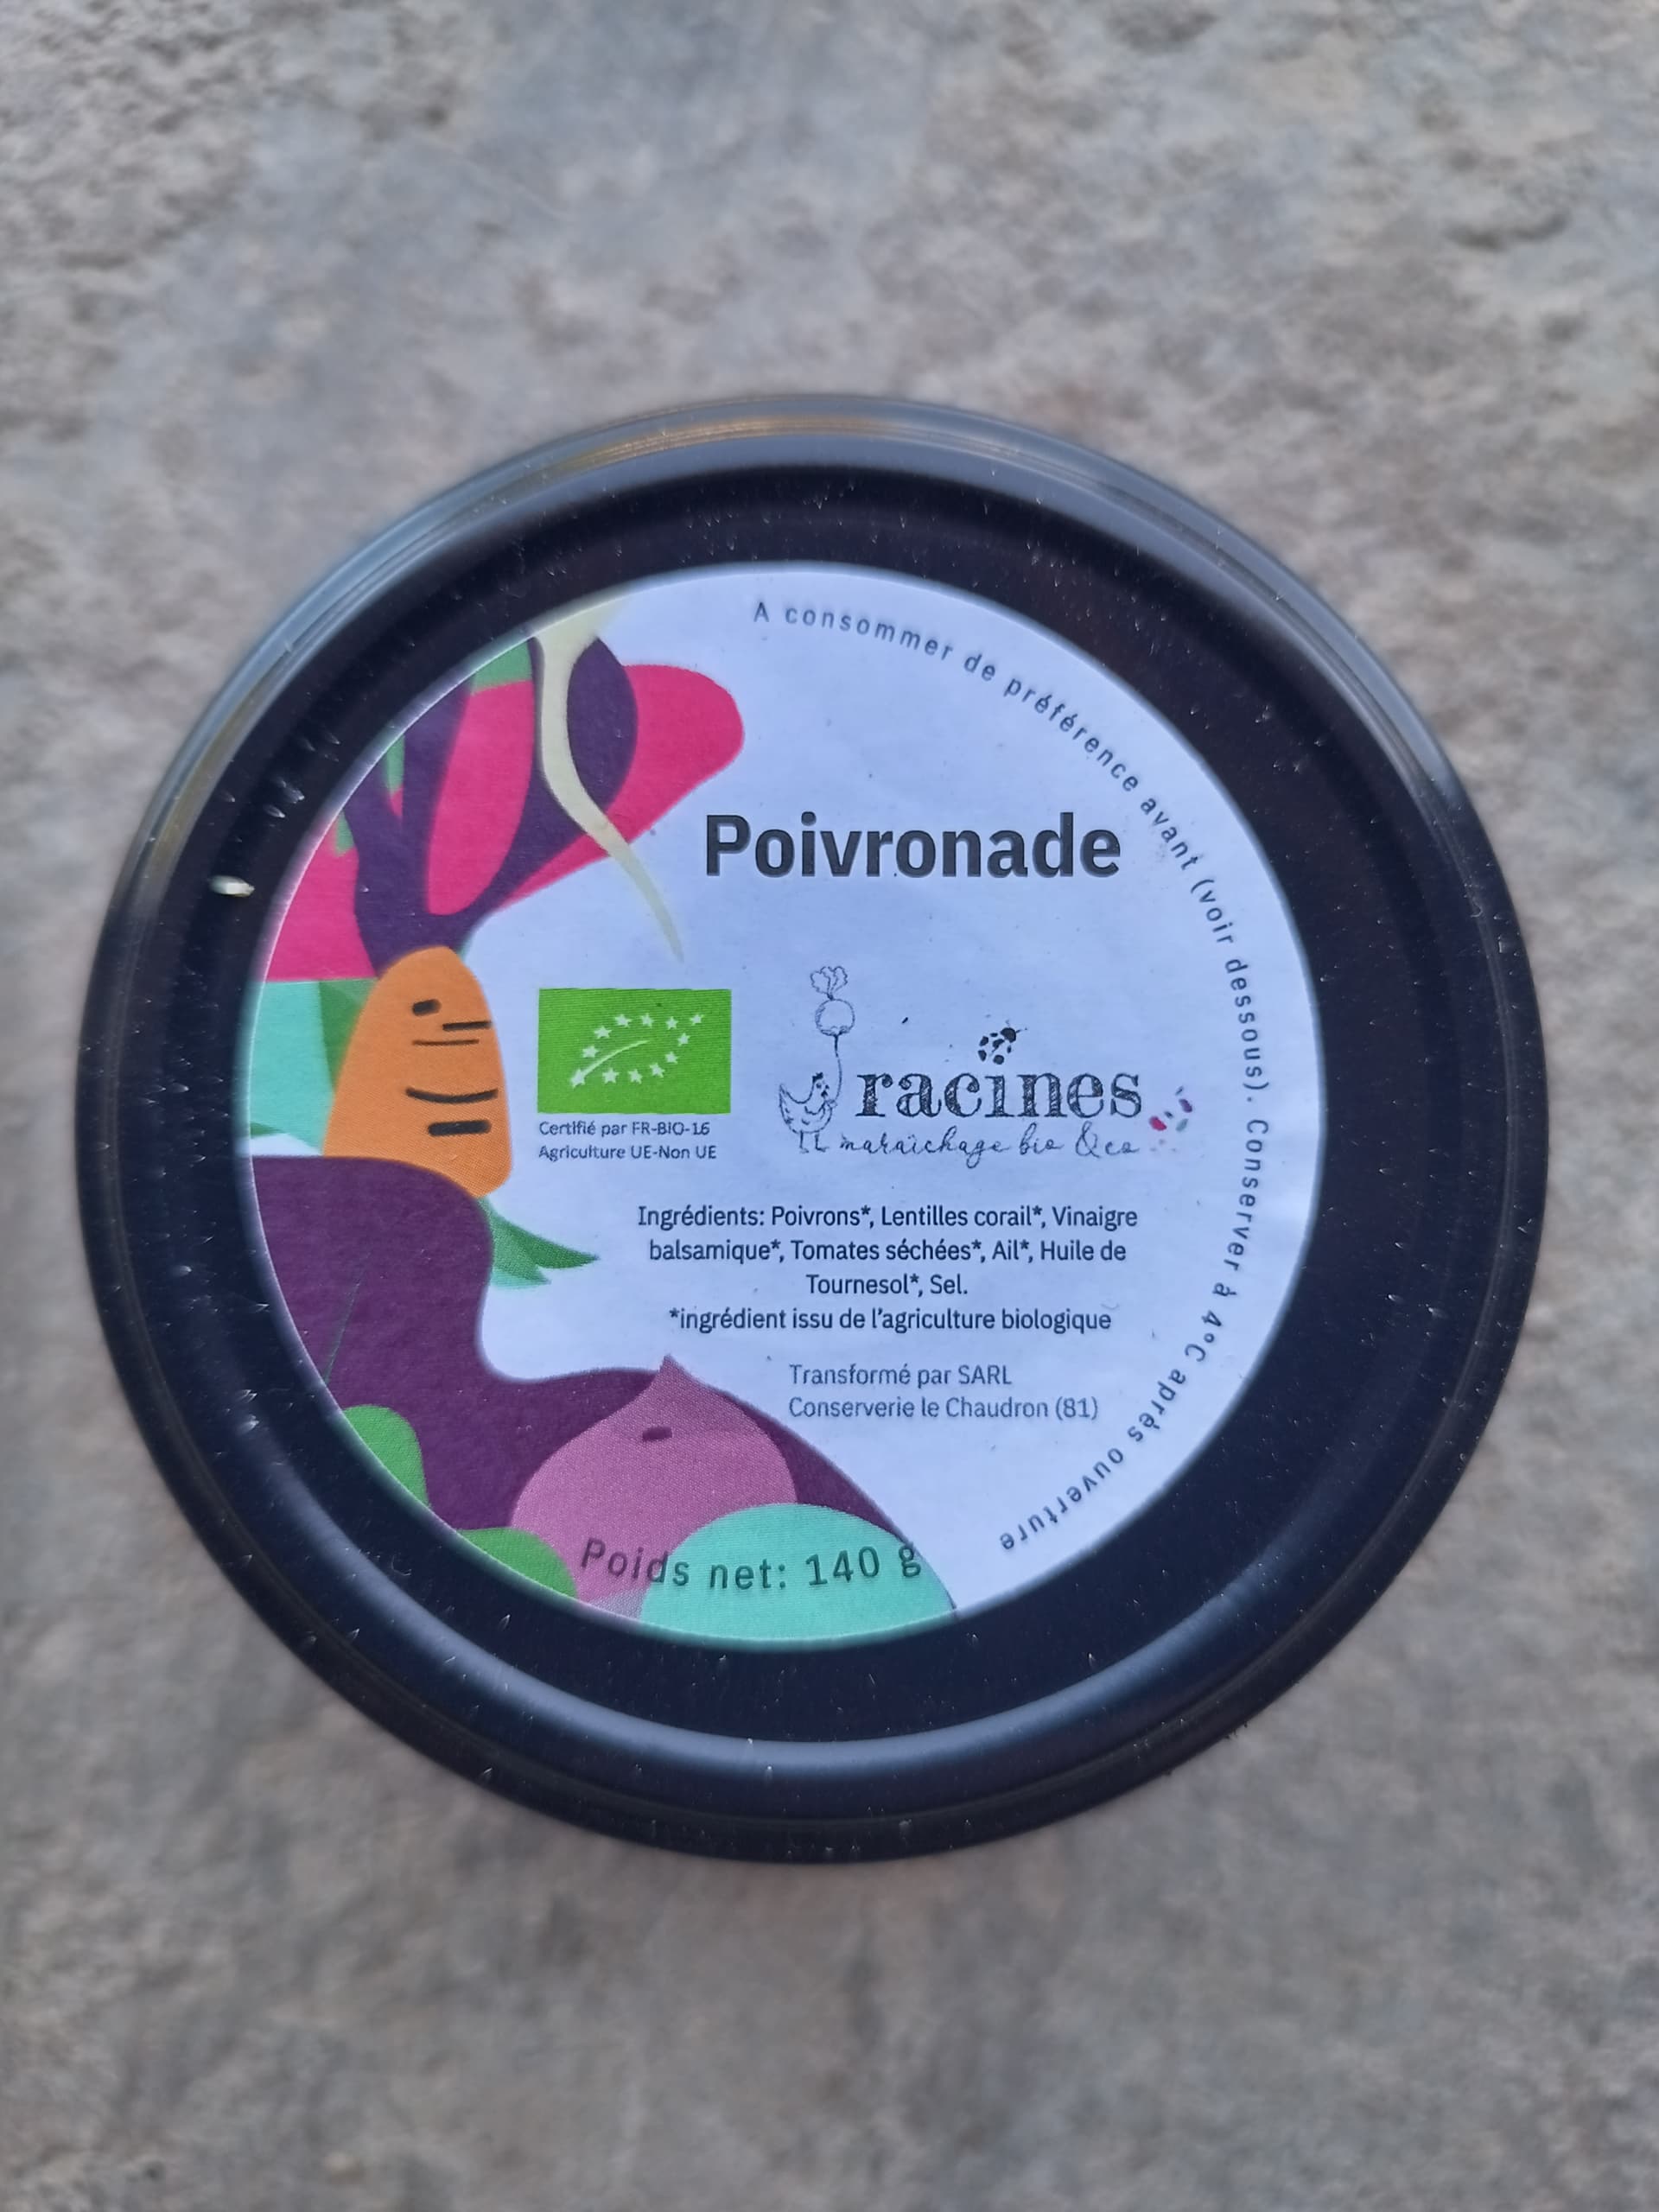 A consommer de préférence avant (voir dessous). Conserver à 4°C après ouverture
Poivronade
racines
maraîchage bio & co
Certifié par FR-BIO-16
Agriculture UE-Non UE
Ingrédients: Poivrons*, Lentilles corail*, Vinaigre
balsamique*, Tomates séchées*, Ail*, Huile de
Tournesol*, Sel.
*ingrédient issu de l'agriculture biologique
Transformé par SARL
Conserverie le Chaudron (81)
Poids net: 140 g